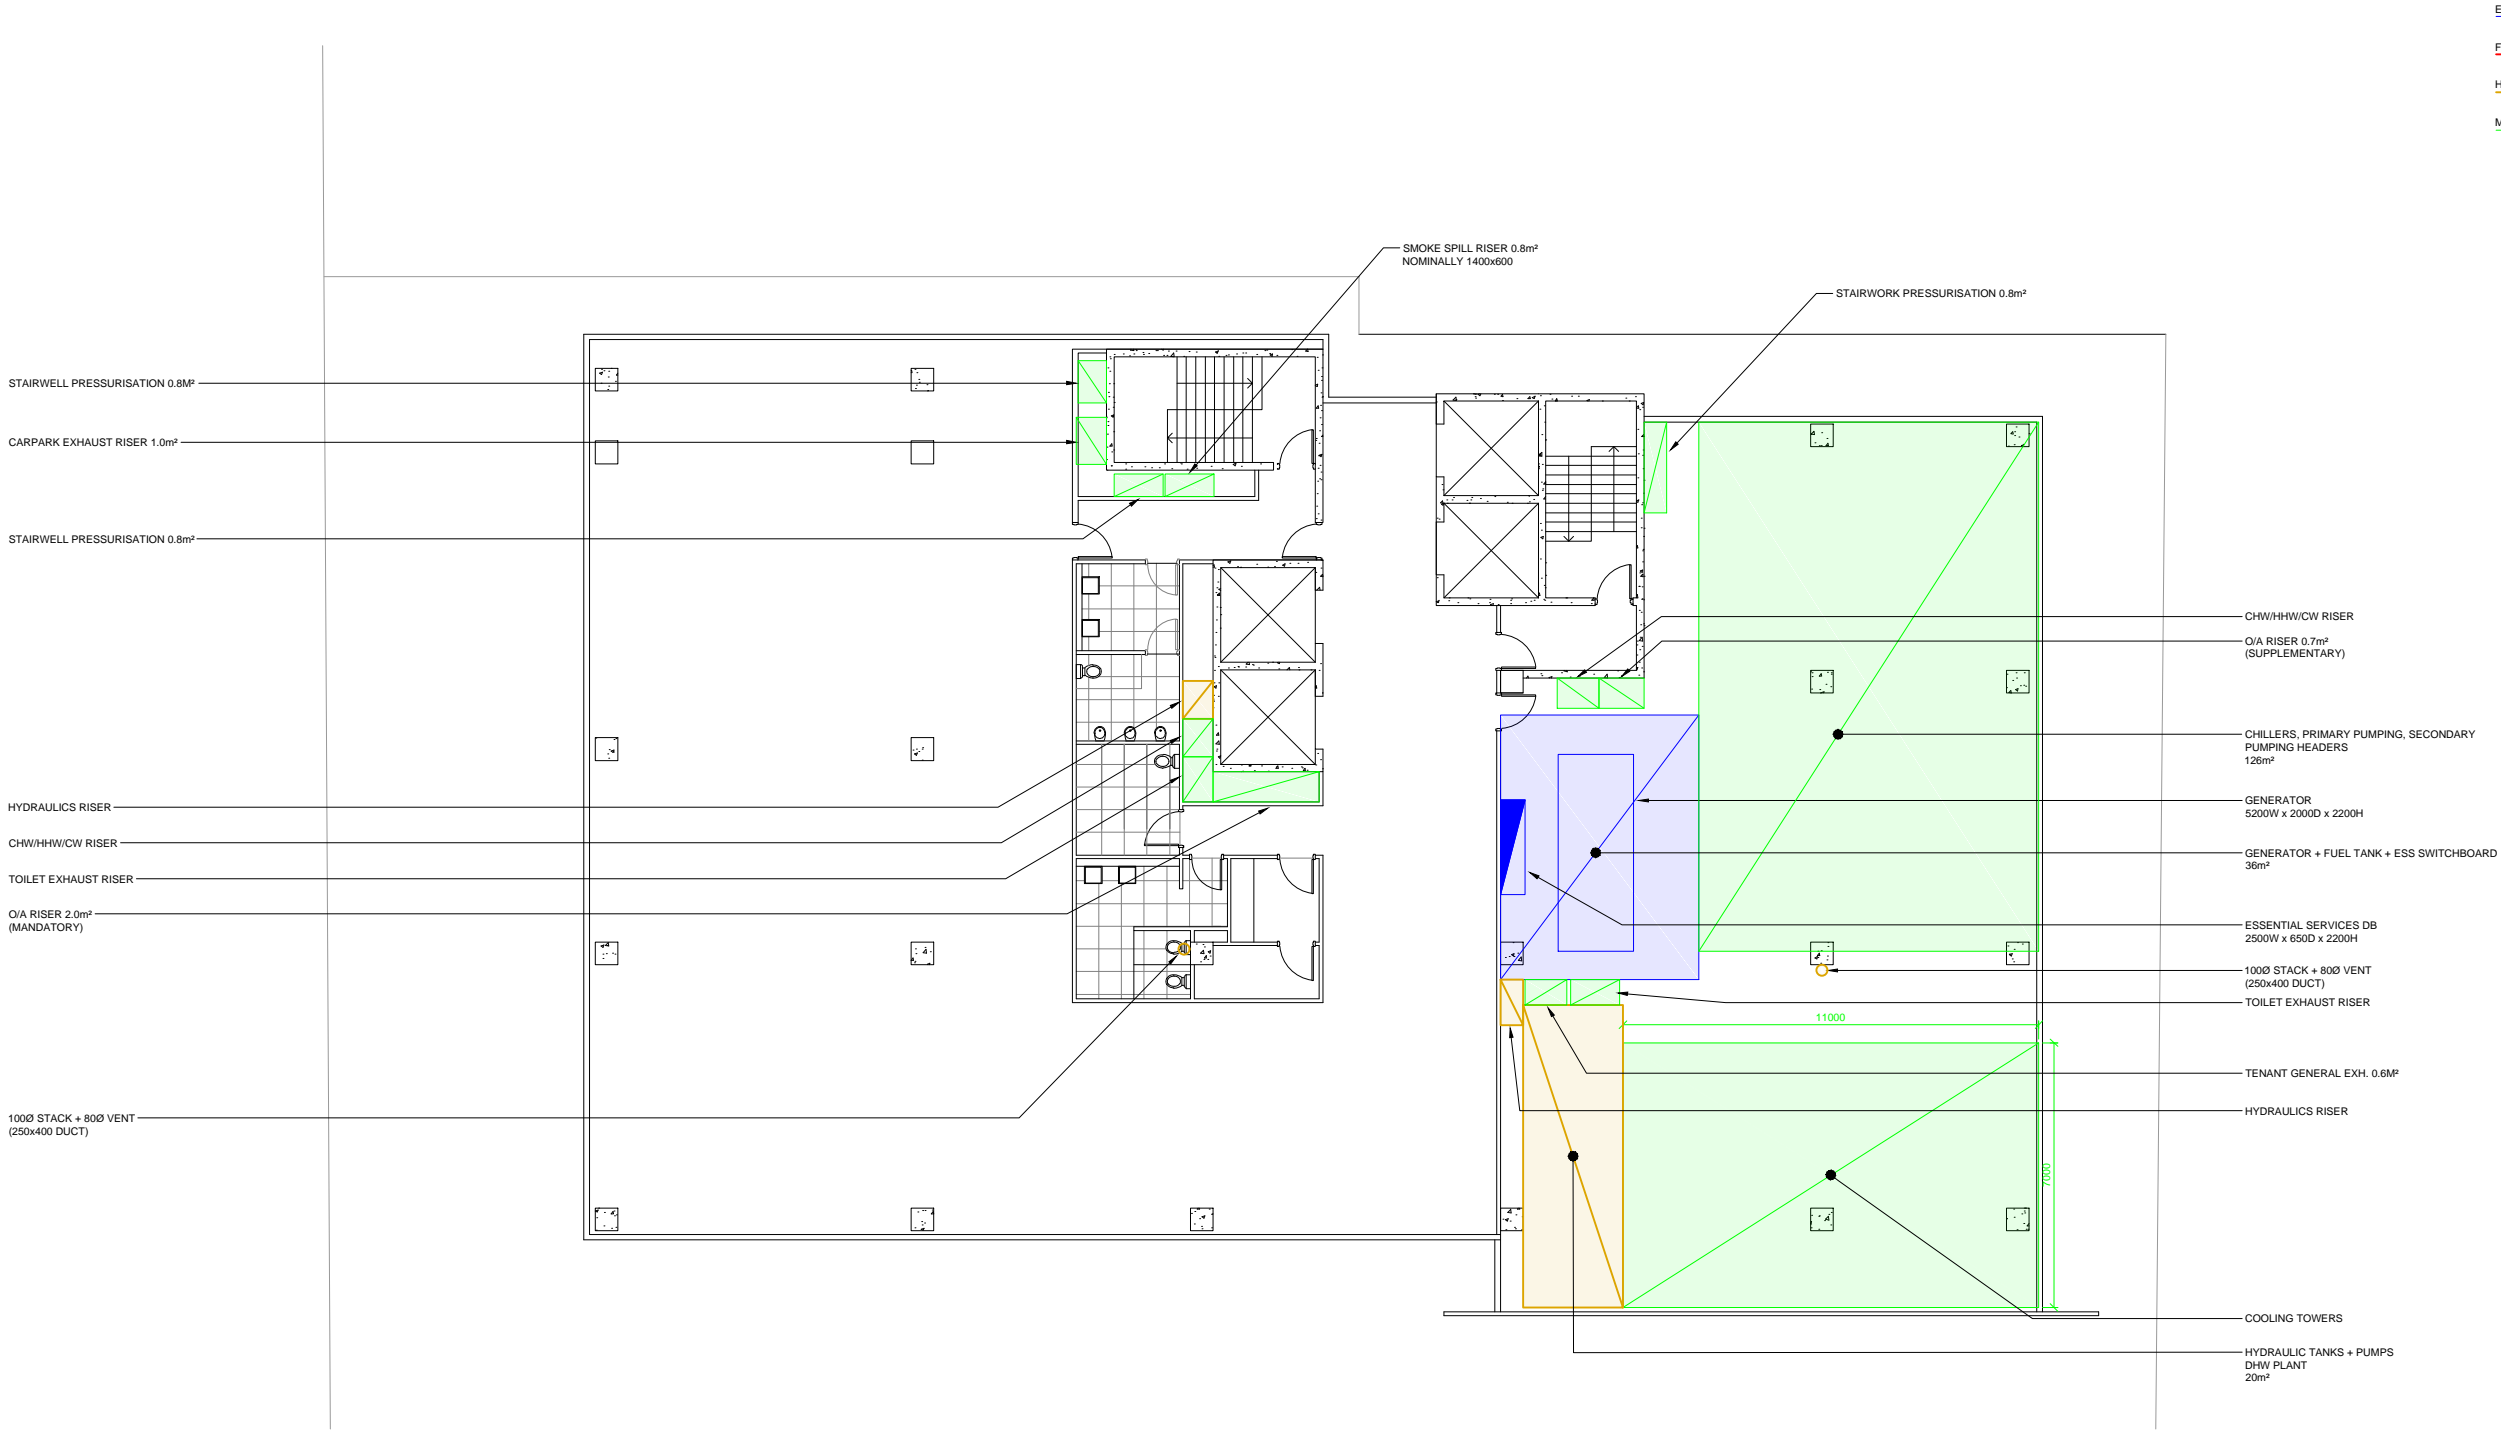 E
F
H
M
SMOKE SPILL RISER 0.8m²
NOMINALLY 1400x600
STAIRWORK PRESSURISATION 0.8m²
STAIRWELL PRESSURISATION 0.8M²
CARPARK EXHAUST RISER 1.0m²
STAIRWELL PRESSURISATION 0.8m²
HYDRAULICS RISER
CHW/HHW/CW RISER
TOILET EXHAUST RISER
O/A RISER 2.0m²
(MANDATORY)
100Ø STACK + 80Ø VENT
(250x400 DUCT)
CHW/HHW/CW RISER
O/A RISER 0.7m²
(SUPPLEMENTARY)
CHILLERS, PRIMARY PUMPING, SECONDARY
PUMPING HEADERS
126m²
GENERATOR
5200W x 2000D x 2200H
GENERATOR + FUEL TANK + ESS SWITCHBOARD
36m²
ESSENTIAL SERVICES DB
2500W x 650D x 2200H
100Ø STACK + 80Ø VENT
(250x400 DUCT)
TOILET EXHAUST RISER
11000
TENANT GENERAL EXH. 0.6M²
HYDRAULICS RISER
7000
COOLING TOWERS
HYDRAULIC TANKS + PUMPS
DHW PLANT
20m²